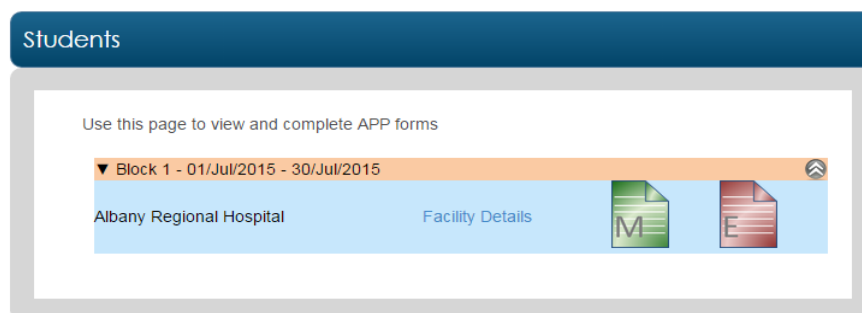 Students
Use this page to view and complete APP forms
▼ Block 1 - 01/Jul/2015 - 30/Jul/2015
Albany Regional Hospital Facility Details M E